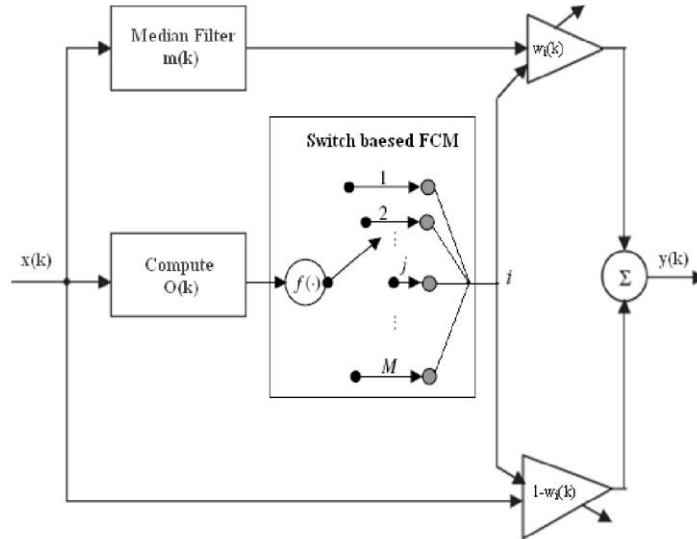 Median Filter
m(k)
wi(k)
Switch baesed FCM
1
2
x(k)
Compute
O(k)
f(·)
j
i
Σ
y(k)
M
1-wi(k)